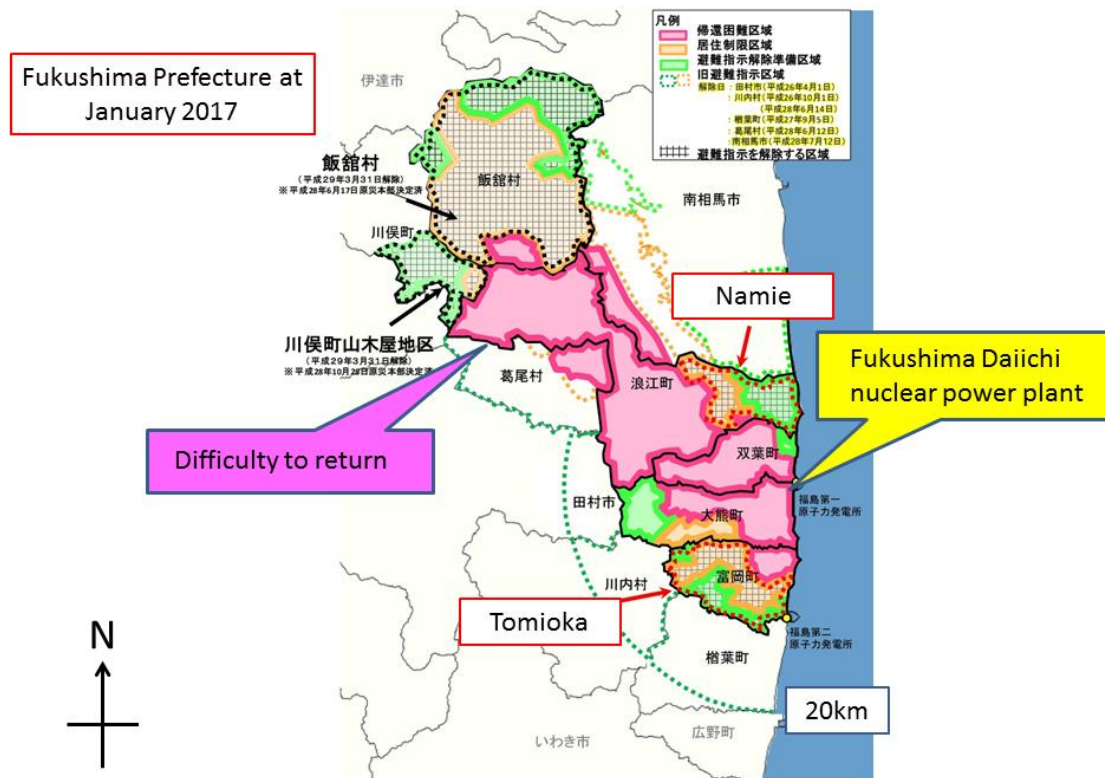 Fukushima Prefecture at
January 2017
凡例
帰還困難区域
居住制限区域
避難指示解除準備区域
旧避難指示区域
解除日：田村市（平成26年4月1日）
：川内村（平成26年10月1日）
（平成28年6月14日）
：楢葉町（平成27年9月5日）
：葛尾村（平成28年6月12日）
：南相馬市（平成28年7月12日）
避難指示を解除する区域
伊達市
飯舘村
（平成29年3月31日解除）
※平成28年6月17日原災本部決定済
飯舘村
南相馬市
川俣町
Namie
川俣町山木屋地区
（平成29年3月31日解除）
※平成28年10月28日原災本部決定済
葛尾村
浪江町
Fukushima Daiichi
nuclear power plant
Difficulty to return
双葉町
田村市
大熊町
福島第一
原子力発電所
川内村
富岡町
Tomioka
福島第二
原子力発電所
楢葉町
N
20km
いわき市
広野町